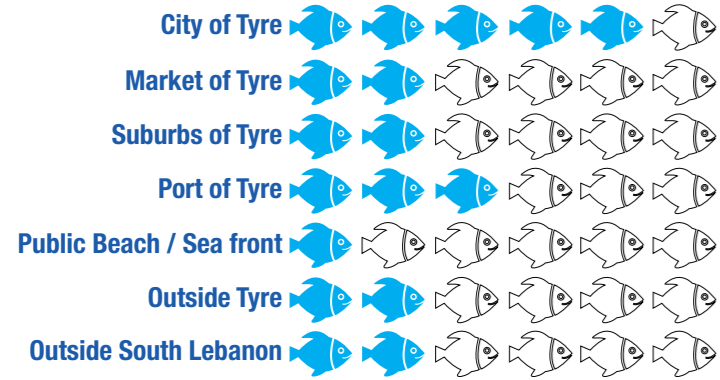 City of Tyre
Market of Tyre
Suburbs of Tyre
Port of Tyre
Public Beach / Sea front
Outside Tyre
Outside South Lebanon